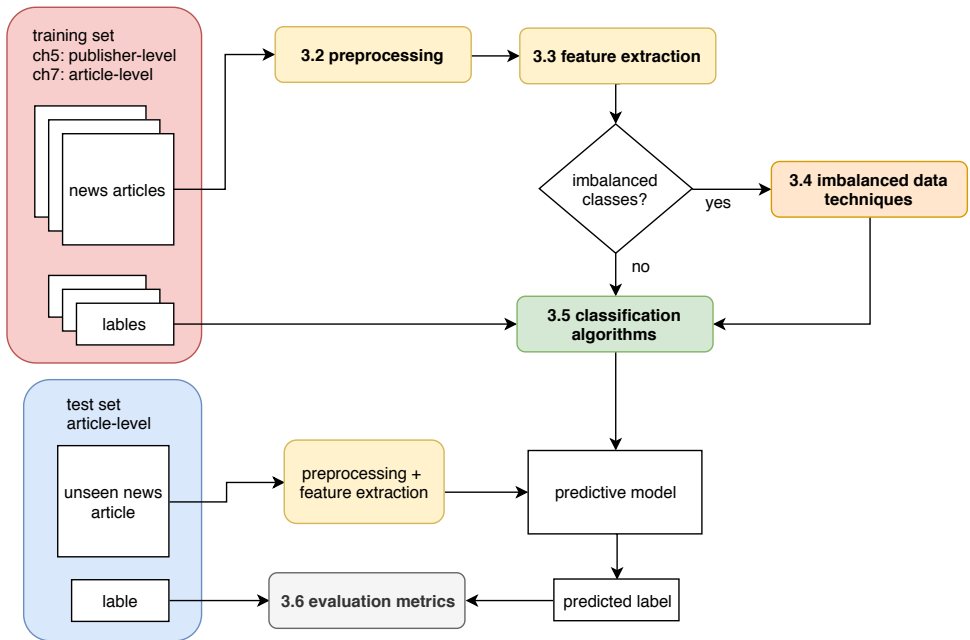 training set
ch5: publisher-level
ch7: article-level
news articles
lables
3.2 preprocessing
3.3 feature extraction
imbalanced
classes?
yes
no
3.4 imbalanced data
techniques
3.5 classification
algorithms
test set
article-level
unseen news
article
lable
preprocessing +
feature extraction
predictive model
predicted label
3.6 evaluation metrics